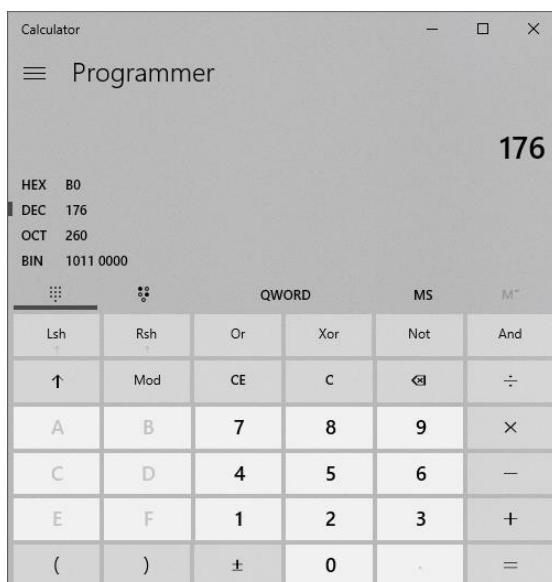 Calculator
Programmer
176
HEX B0
DEC 176
OCT 260
BIN 1011 0000
QWORD MS M˅
Lsh Rsh Or Xor Not And
↑ Mod CE C ⌫ ÷
A B 7 8 9 ×
C D 4 5 6 −
E F 1 2 3 +
( ) ± 0 . =